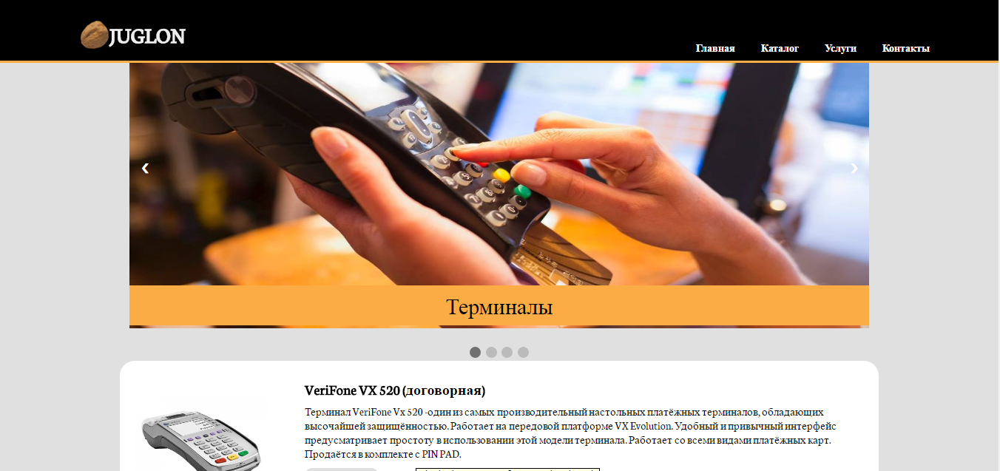 JUGLON
Главная Каталог Услуги Контакты
Терминалы
VeriFone VX 520 (договорная)
Терминал VeriFone Vx 520 -один из самых производительный настольных платёжных терминалов, обладающих
высочайшей защищённостью. Работает на передовой платформе VX Evolution. Удобный и привычный интерфейс
предусматривает простоту в использовании этой модели терминала. Работает со всеми видами платёжных карт.
Продаётся в комплекте с PIN PAD.